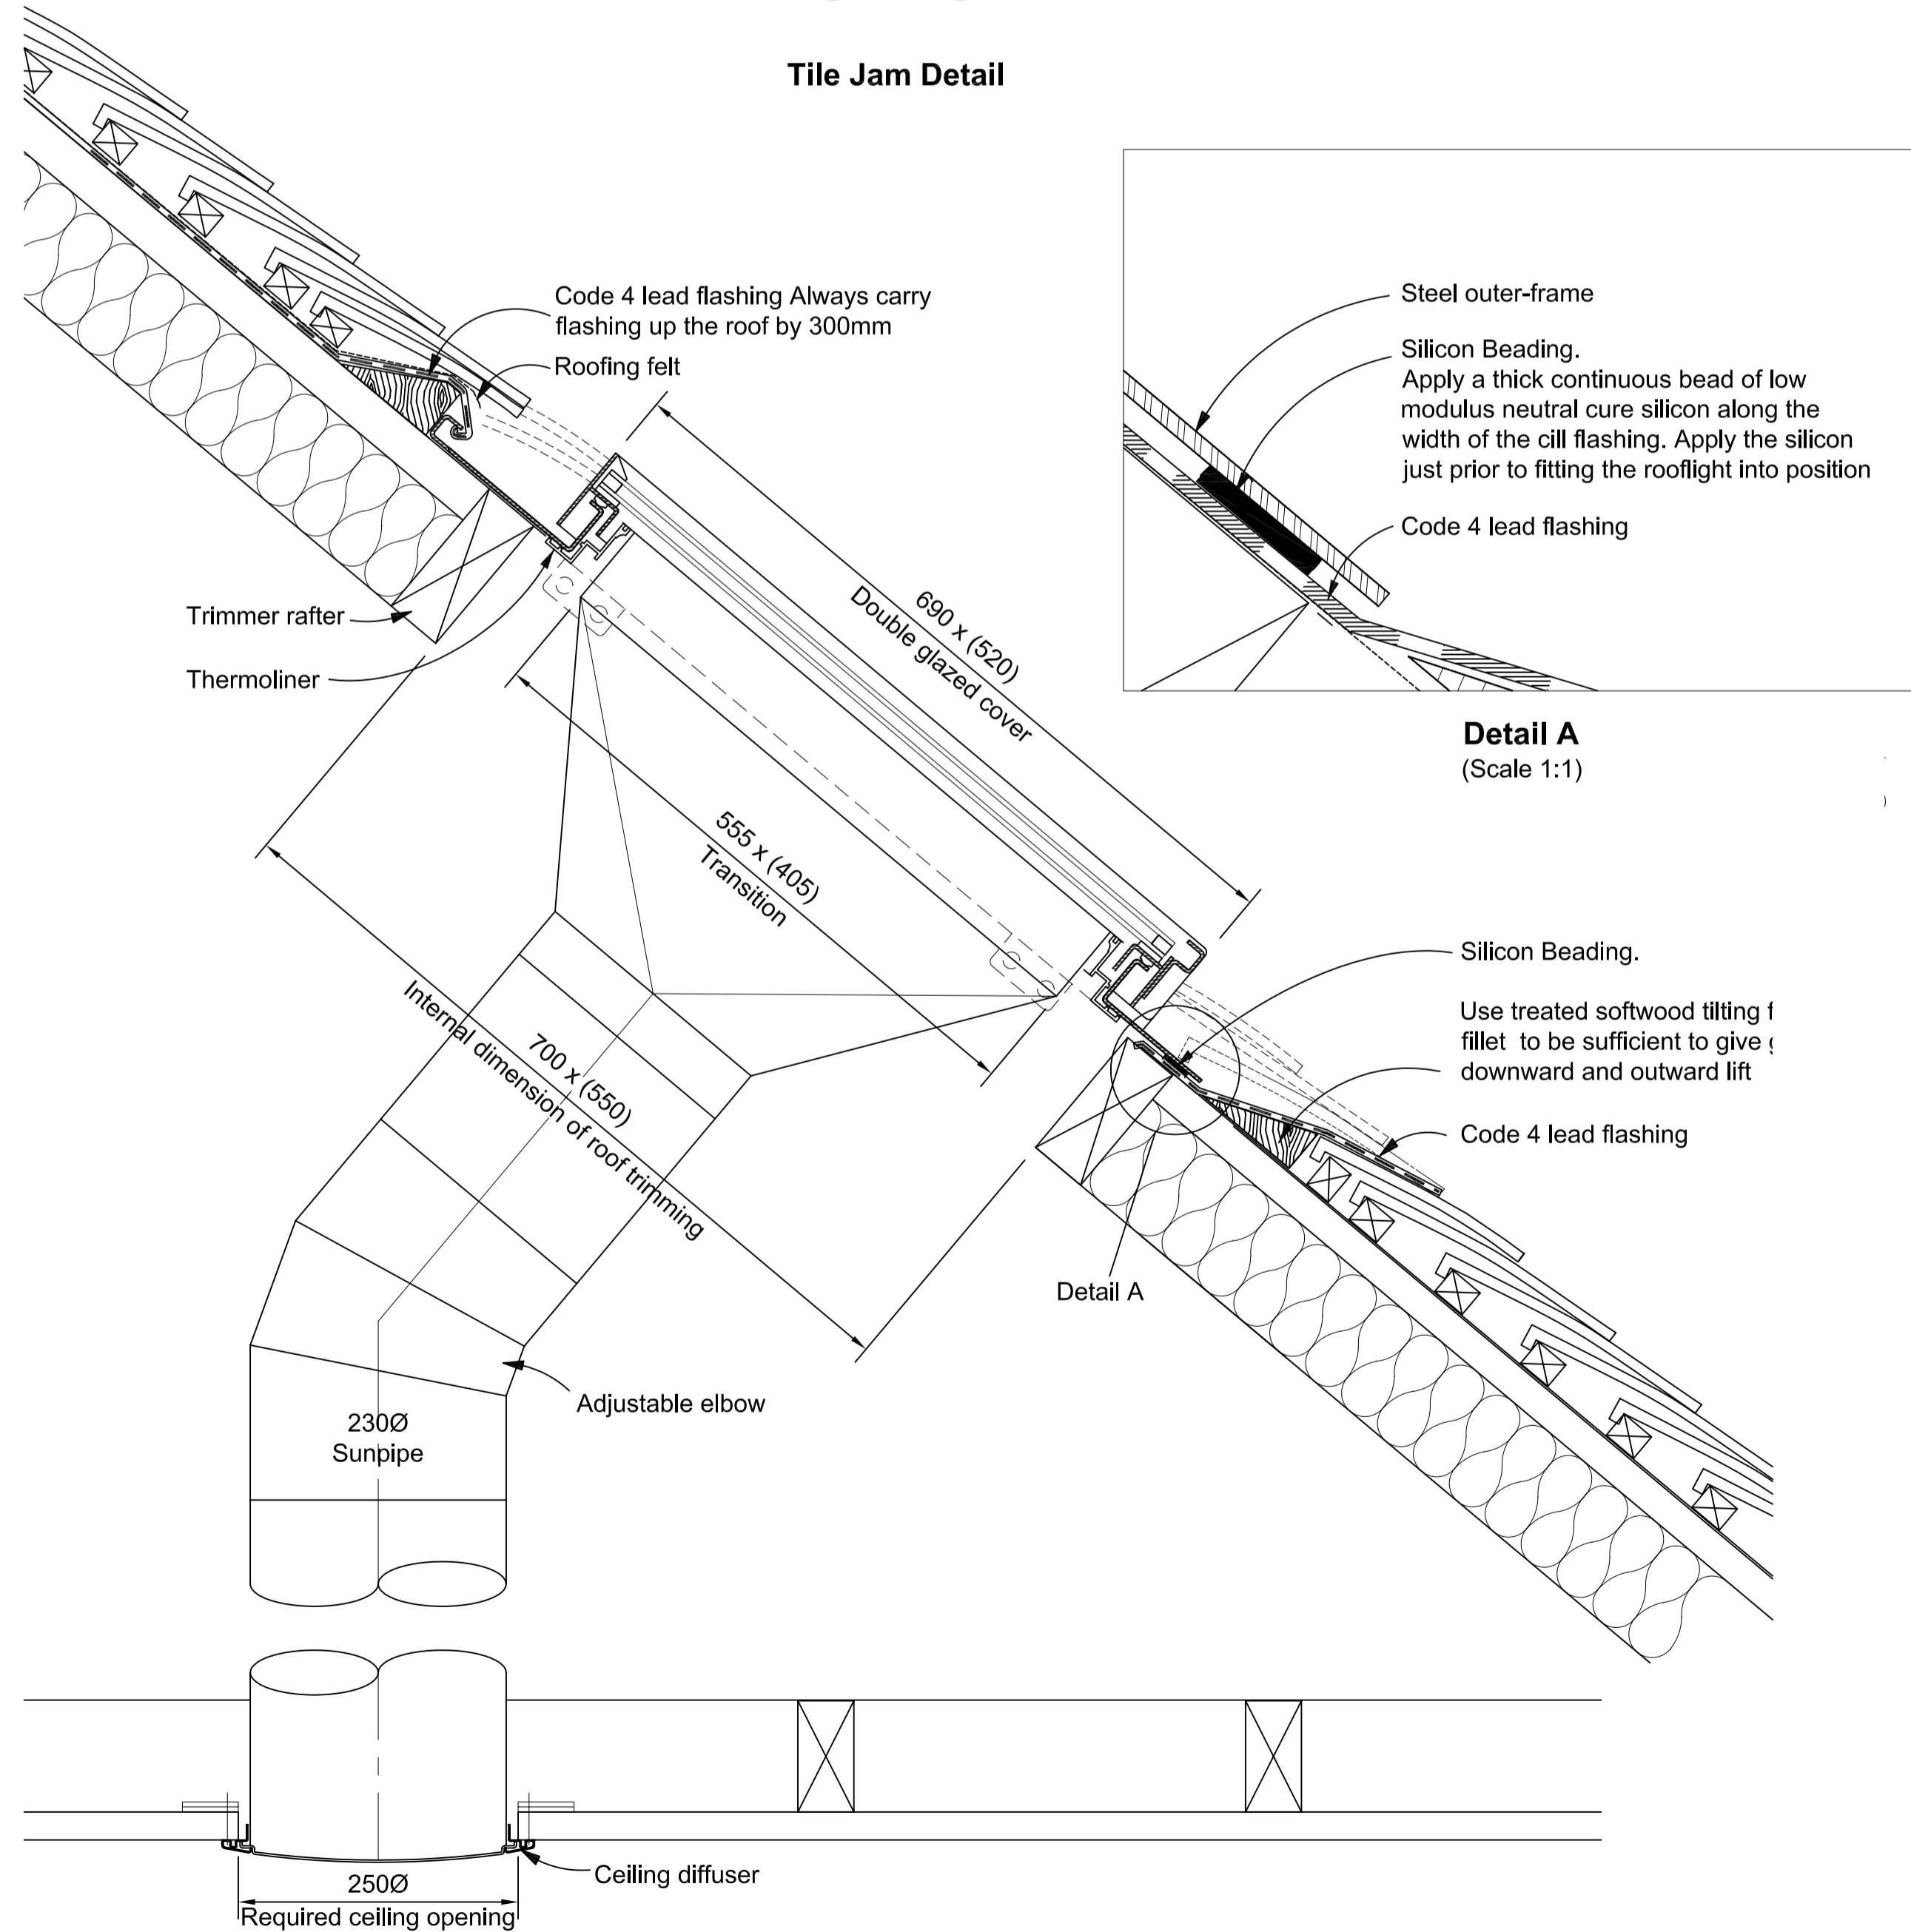 Tile Jam Detail
Code 4 lead flashing Always carry
flashing up the roof by 300mm
Roofing felt
Steel outer-frame
Silicon Beading.
Apply a thick continuous bead of low
modulus neutral cure silicon along the
width of the cill flashing. Apply the silicon
just prior to fitting the rooflight into position
Code 4 lead flashing
Detail A
(Scale 1:1)
Trimmer rafter
Thermoliner
690 x (520)
Double glazed cover
555 x (405)
Transition
700 x (550)
Internal dimension of roof trimming
Silicon Beading.
Use treated softwood tilting
fillet to be sufficient to give
downward and outward lift
Code 4 lead flashing
Detail A
Adjustable elbow
230Ø
Sunpipe
Ceiling diffuser
250Ø
Required ceiling opening